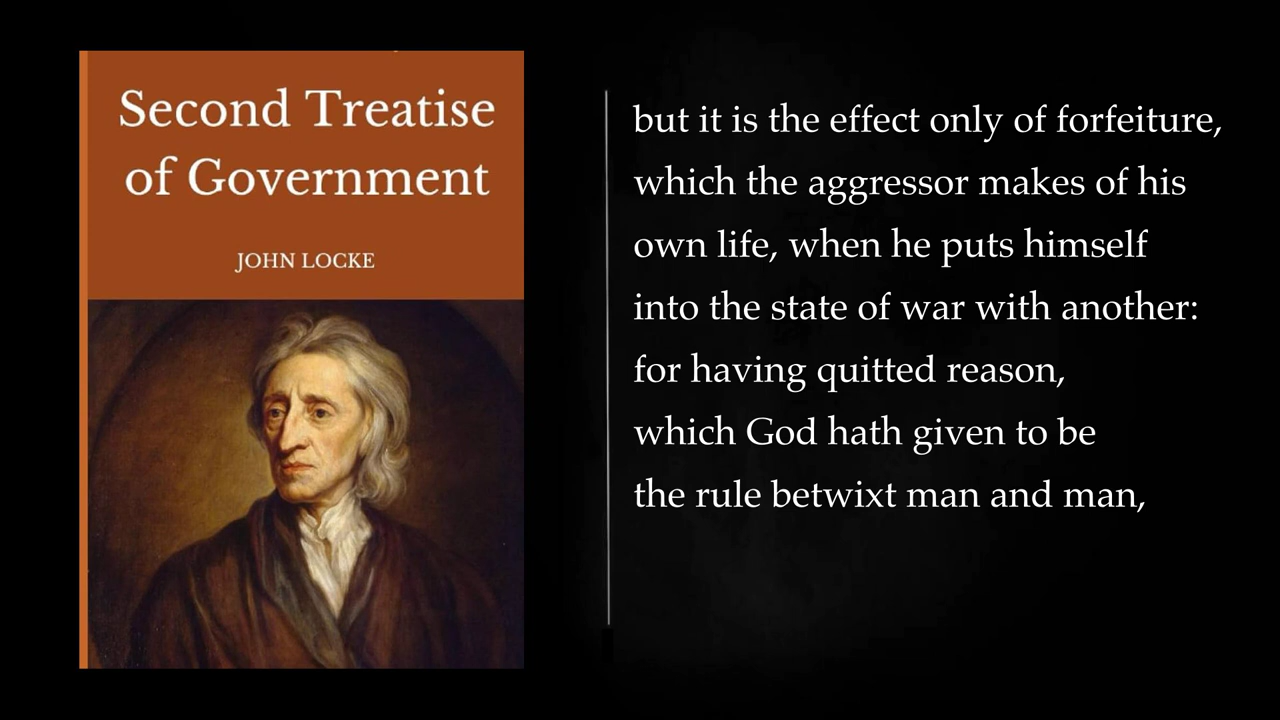 Second Treatise
of Government
JOHN LOCKE
but it is the effect only of forfeiture,
which the aggressor makes of his
own life, when he puts himself
into the state of war with another:
for having quitted reason,
which God hath given to be
the rule betwixt man and man,